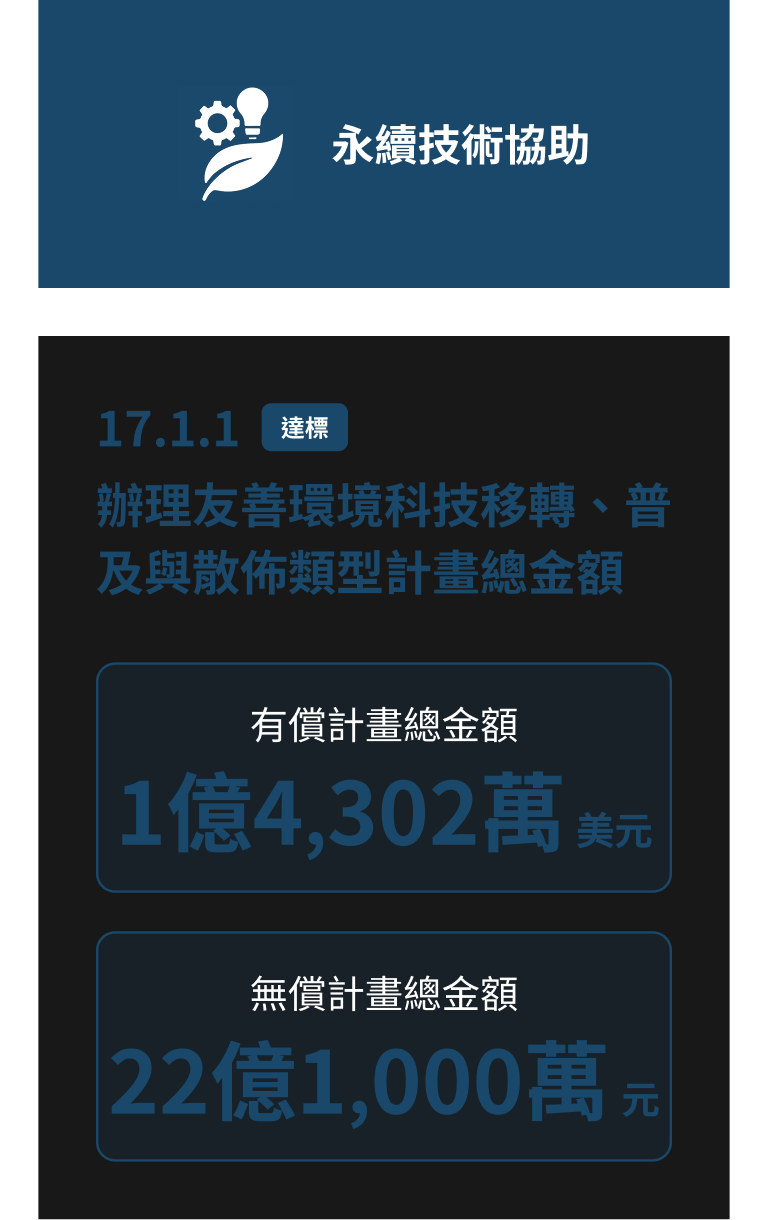 永續技術協助
17.1.1 達標
辦理友善環境科技移轉、普
及與散佈類型計畫總金額
有償計畫總金額
1億4,302萬 美元
無償計畫總金額
22億1,000萬 元